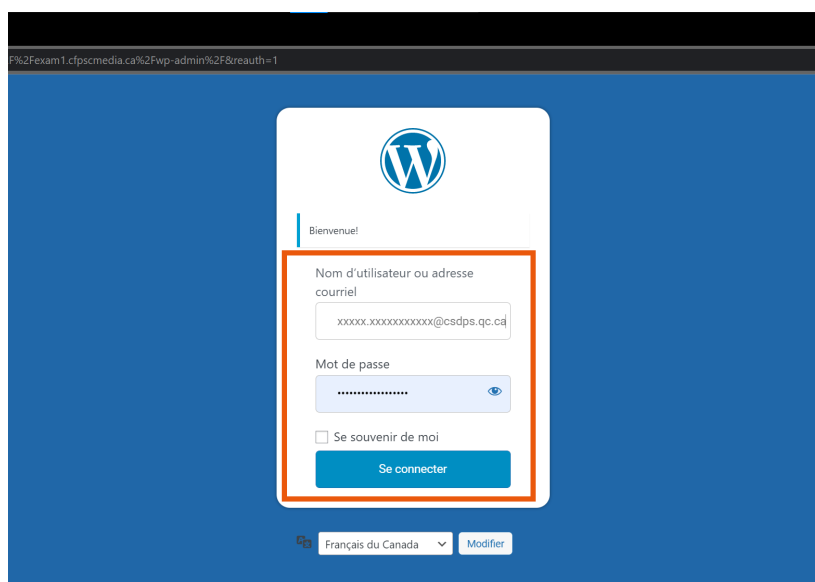 F%2Fexam1.cfpscmedia.ca%2Fwp-admin%2F&reauth=1
Bienvenue!
Nom d'utilisateur ou adresse
courriel
xxxxx.xxxxxxxxxxx@csdps.qc.ca
Mot de passe
••••••••••••••••••
Se souvenir de moi
Se connecter
Français du Canada
Modifier